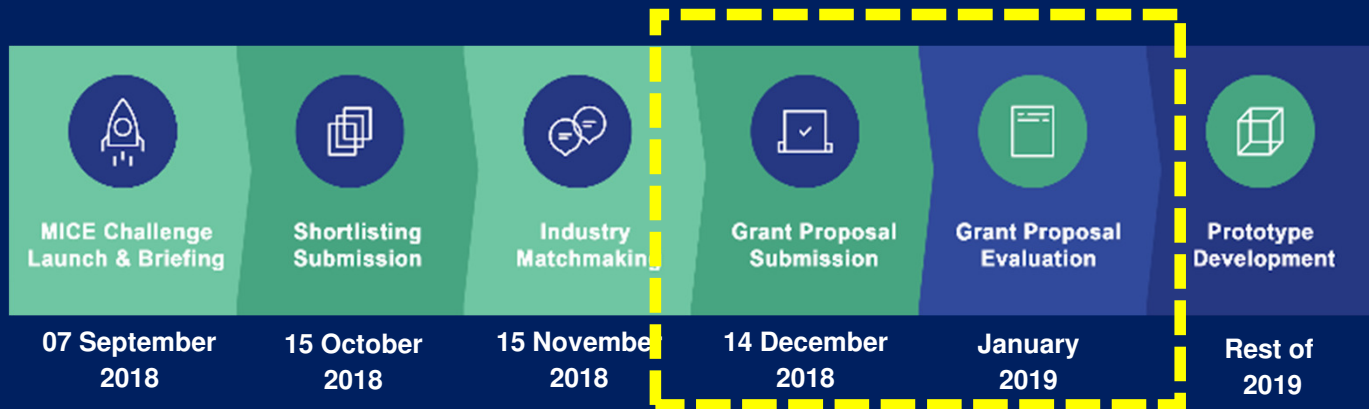 MICE Challenge
Launch & Briefing
Shortlisting
Submission
Industry
Matchmaking
Grant Proposal
Submission
Grant Proposal
Evaluation
Prototype
Development
07 September
2018
15 October
2018
15 November
2018
14 December
2018
January
2019
Rest of
2019